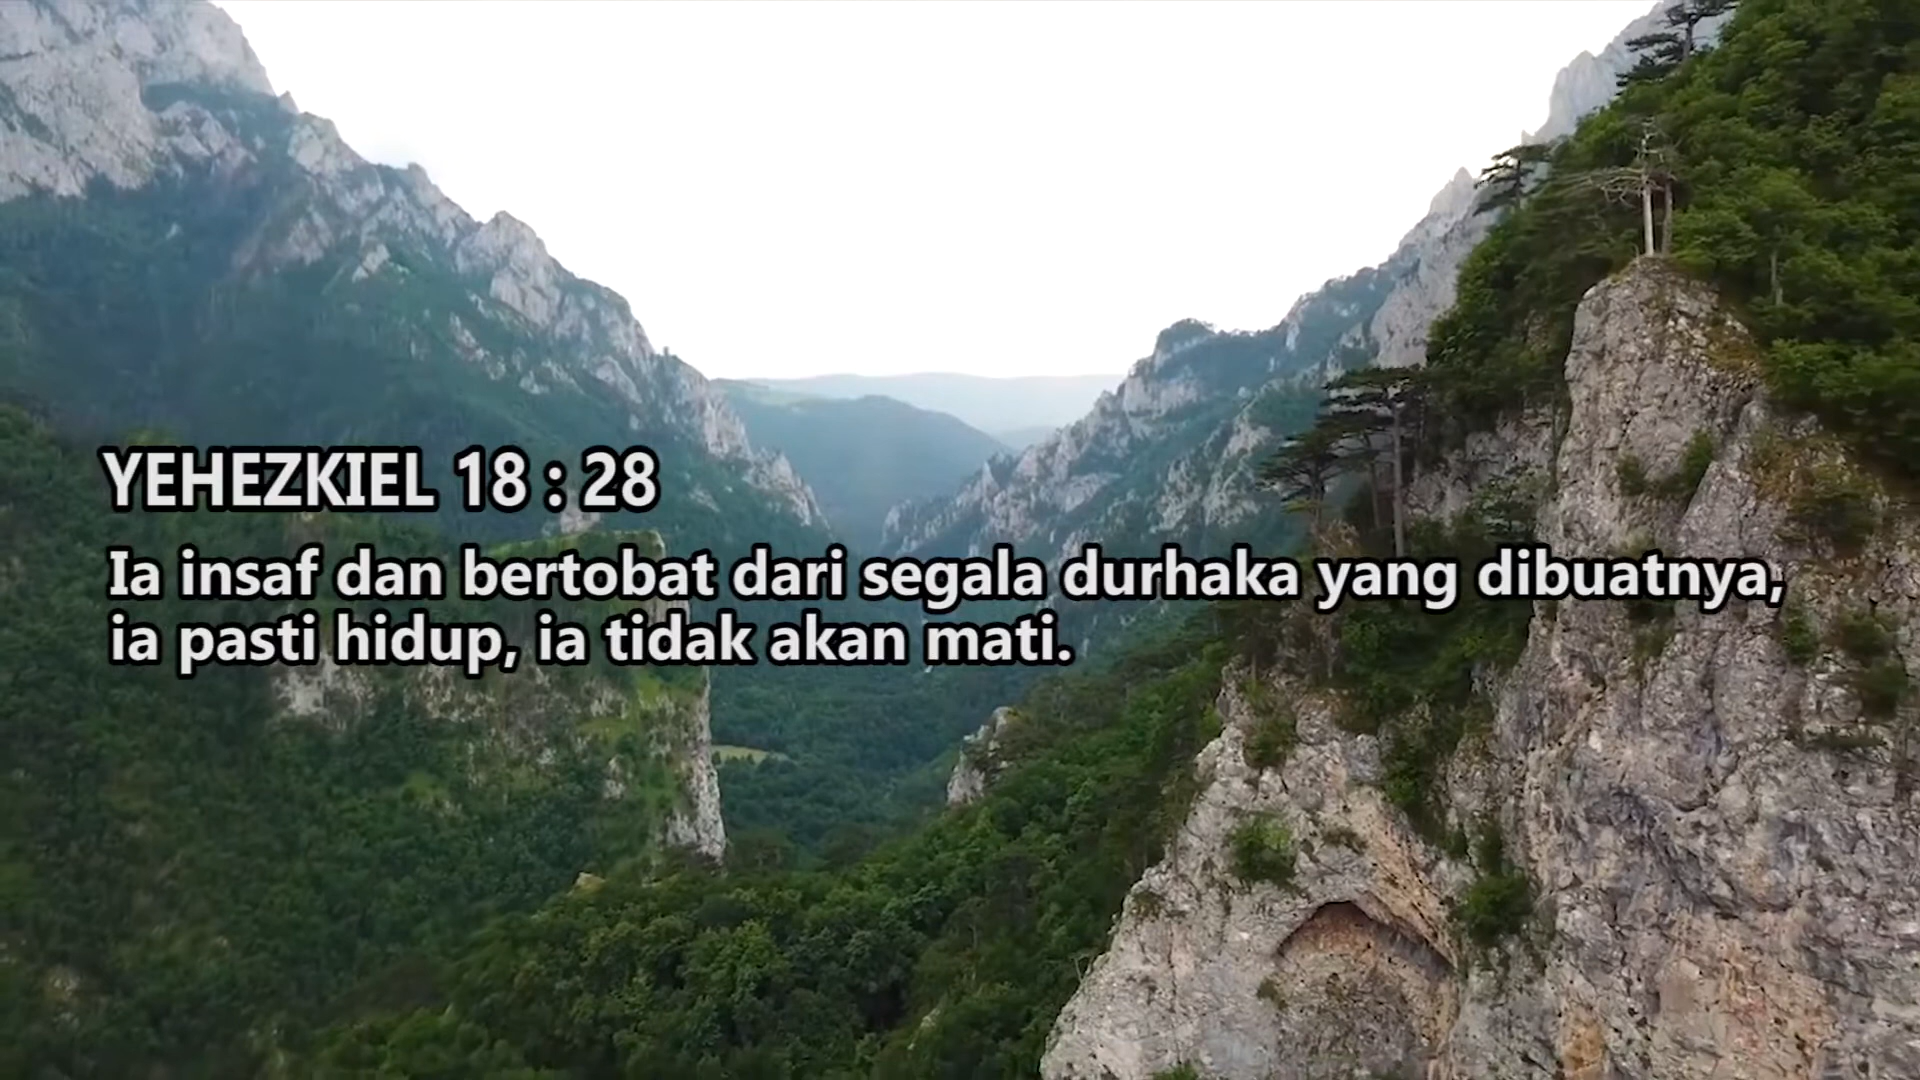 YEHEZKIEL 18 : 28
Ia insaf dan bertobat dari segala durhaka yang dibuatnya,
ia pasti hidup, ia tidak akan mati.